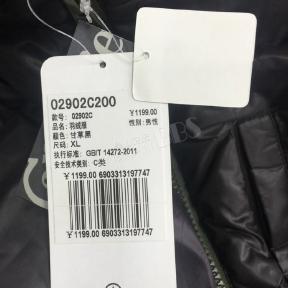 02902C200
款号: 02902C ￥1199.00
品名: 羽绒服 性别: 男性
颜色: 甘草黑
尺码: XL
执行标准: GB/T 14272-2011
安全技术类别: C类
￥1199.00 6903313197747
￥1199.00 6903313197747